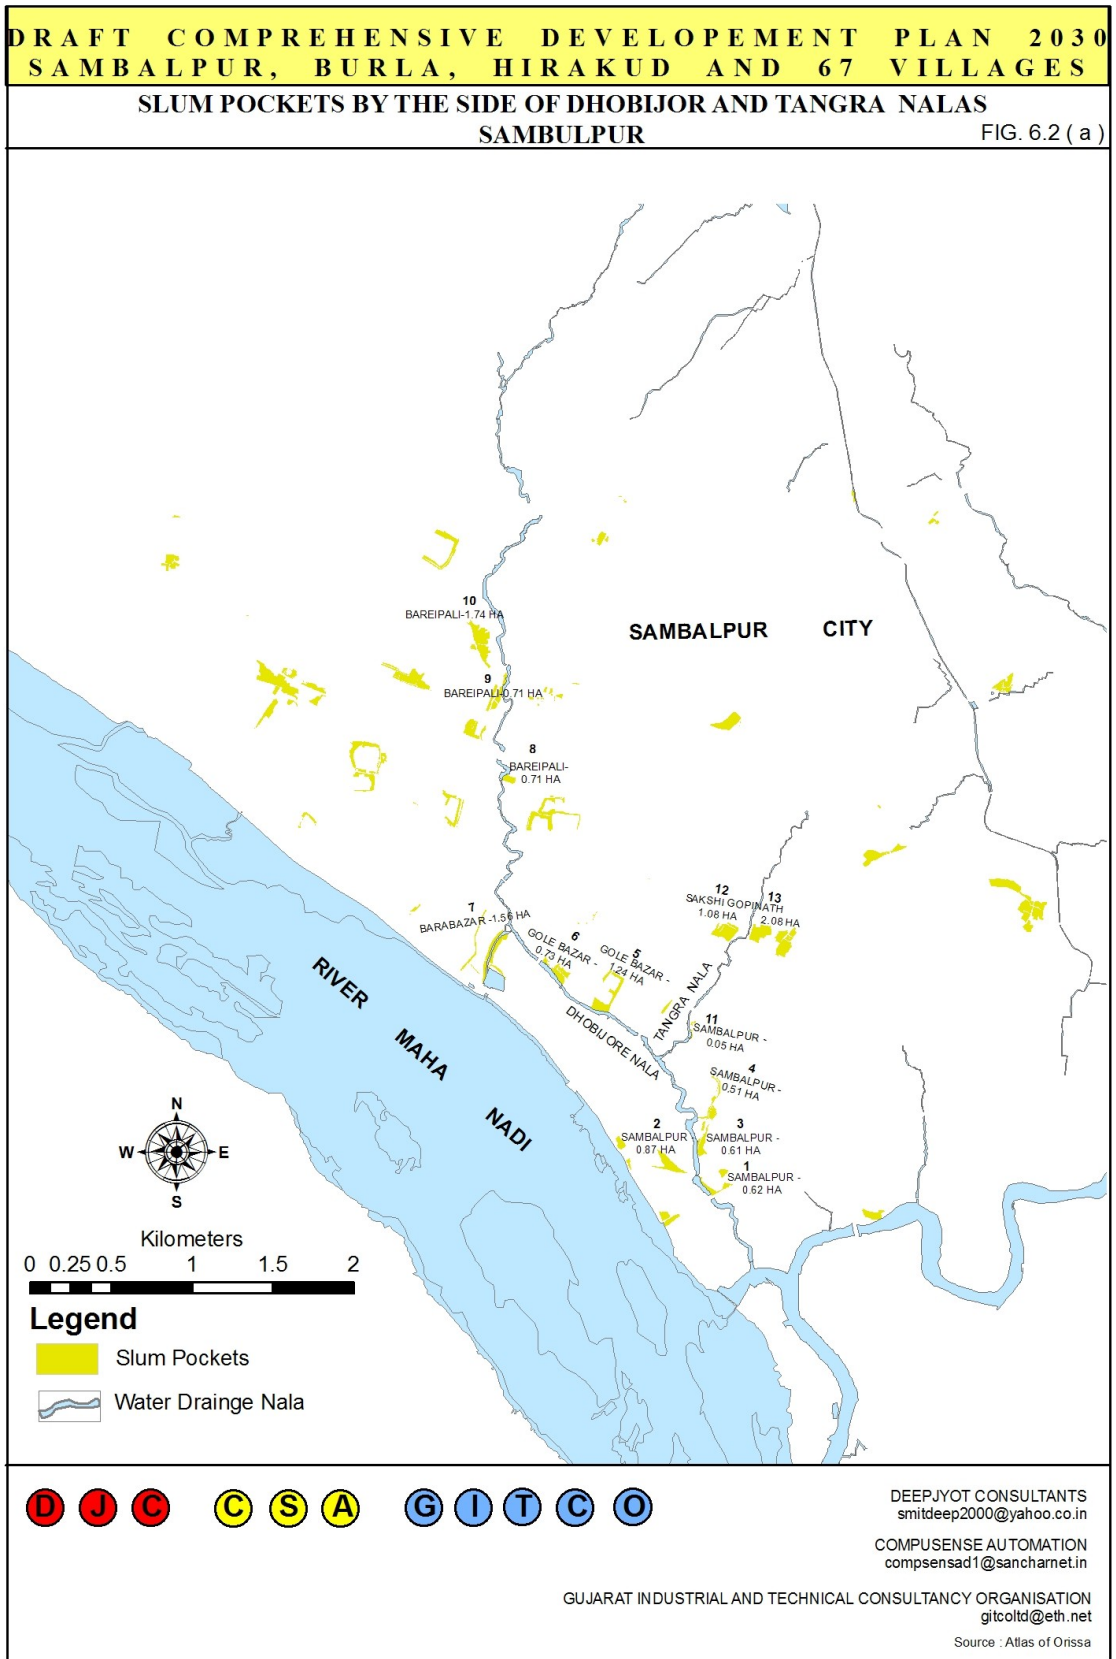 DRAFT COMPREHENSIVE DEVELOPEMENT PLAN 2030
SAMBALPUR, BURLA, HIRAKUD AND 67 VILLAGES
SLUM POCKETS BY THE SIDE OF DHOBIJOR AND TANGRA NALAS
SAMBULPUR
FIG. 6.2 ( a )
10
BAREIPALI-1.74 HA
SAMBALPUR CITY
9
BAREIPALI-0.71 HA
8
BAREIPALI-
0.71 HA
12
SAKSHI GOPINATH
1.08 HA
13
2.08 HA
7
BARABAZAR -1.56 HA
6
GOLE BAZAR -
0.73 HA
5
GOLE BAZAR -
124 HA
RIVER
MAHA
NADI
TANGRA NALA
DHOBIJORE NALA
11
SAMBALPUR -
0.05 HA
4
SAMBALPUR -
0.51 HA
2
SAMBALPUR -
0.87 HA
3
SAMBALPUR -
0.61 HA
1
SAMBALPUR -
0.62 HA
N
W
E
S
Kilometers
0 0.25 0.5 1 1.5 2
Legend
Slum Pockets
Water Drainge Nala
D J C C S A G I T C O
DEEPJYOT CONSULTANTS
smitdeep2000@yahoo.co.in
COMPUSENSE AUTOMATION
compsensad1@sancharnet.in
GUJARAT INDUSTRIAL AND TECHNICAL CONSULTANCY ORGANISATION
gitcoltd@eth.net
Source : Atlas of Orissa